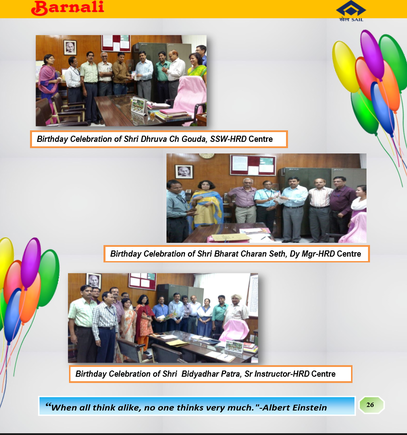 Barnali
सेल SAIL
Birthday Celebration of Shri Dhruva Ch Gouda, SSW-HRD Centre
Birthday Celebration of Shri Bharat Charan Seth, Dy Mgr-HRD Centre
Birthday Celebration of Shri Bidyadhar Patra, Sr Instructor-HRD Centre
“When all think alike, no one thinks very much.”-Albert Einstein
26